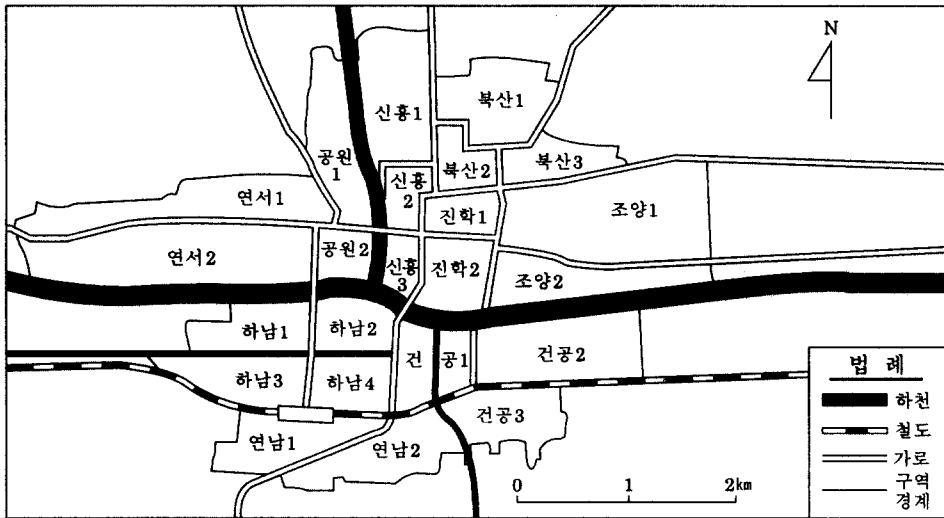 N
북산1
신흥1
공원
1
북산2
북산3
신흥
2
연서1
진학1
조양1
연서2
공원2
신흥
3
진학2
조양2
하남1
하남2
건
공1
건공2
하남3
하남4
연남1
연남2
건공3
0 1 2km
범례
하천
철도
가로
구역
경계